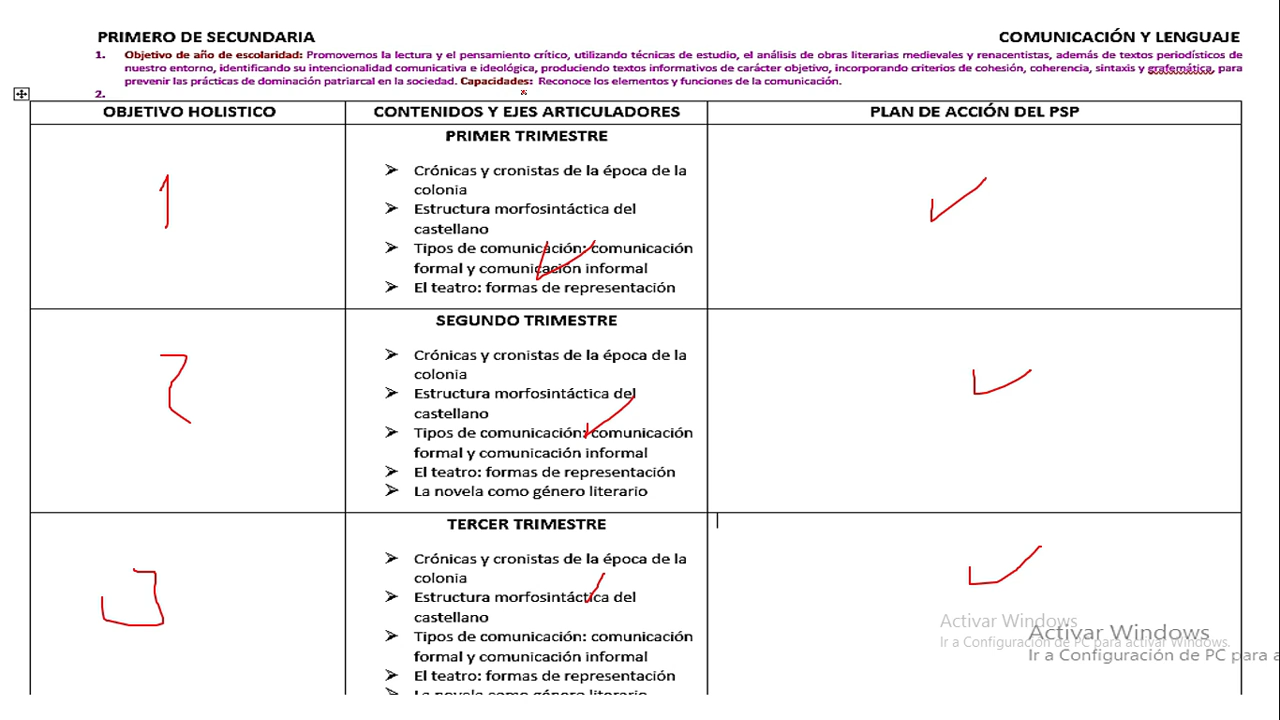 PRIMERO DE SECUNDARIA
COMUNICACIÓN Y LENGUAJE
1. Objetivo de año de escolaridad: Promovemos la lectura y el pensamiento crítico, utilizando técnicas de estudio, el análisis de obras literarias medievales y renacentistas, además de textos periodísticos de
nuestro entorno, identificando su intencionalidad comunicativa e ideológica, produciendo textos informativos de carácter objetivo, incorporando criterios de cohesión, coherencia, sintaxis y grafemática, para
prevenir las prácticas de dominación patriarcal en la sociedad. Capacidades: Reconoce los elementos y funciones de la comunicación.
2.
OBJETIVO HOLISTICO
CONTENIDOS Y EJES ARTICULADORES
PLAN DE ACCIÓN DEL PSP
1
PRIMER TRIMESTRE
➢ Crónicas y cronistas de la época de la
colonia
➢ Estructura morfosintáctica del
castellano
➢ Tipos de comunicación: comunicación
formal y comunicación informal
➢ El teatro: formas de representación
2
SEGUNDO TRIMESTRE
➢ Crónicas y cronistas de la época de la
colonia
➢ Estructura morfosintáctica del
castellano
➢ Tipos de comunicación: comunicación
formal y comunicación informal
➢ El teatro: formas de representación
➢ La novela como género literario
3
TERCER TRIMESTRE
➢ Crónicas y cronistas de la época de la
colonia
➢ Estructura morfosintáctica del
castellano
➢ Tipos de comunicación: comunicación
formal y comunicación informal
➢ El teatro: formas de representación
➢ La novela como género literario
Activar Windows
Ir a Configuración de PC para activar Windows.
Activar Windows
Ir a Configuración de PC para a